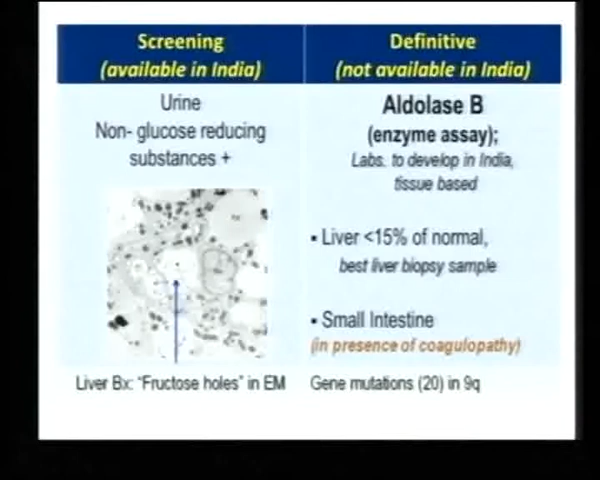 Screening
(available in India)
Definitive
(not available in India)
Urine
Non- glucose reducing
substances +
Liver Bx: "Fructose holes" in EM
Aldolase B
(enzyme assay);
Labs. to develop in India,
tissue based
▪ Liver <15% of normal,
best liver biopsy sample
▪ Small Intestine
(in presence of coagulopathy)
Gene mutations (20) in 9q